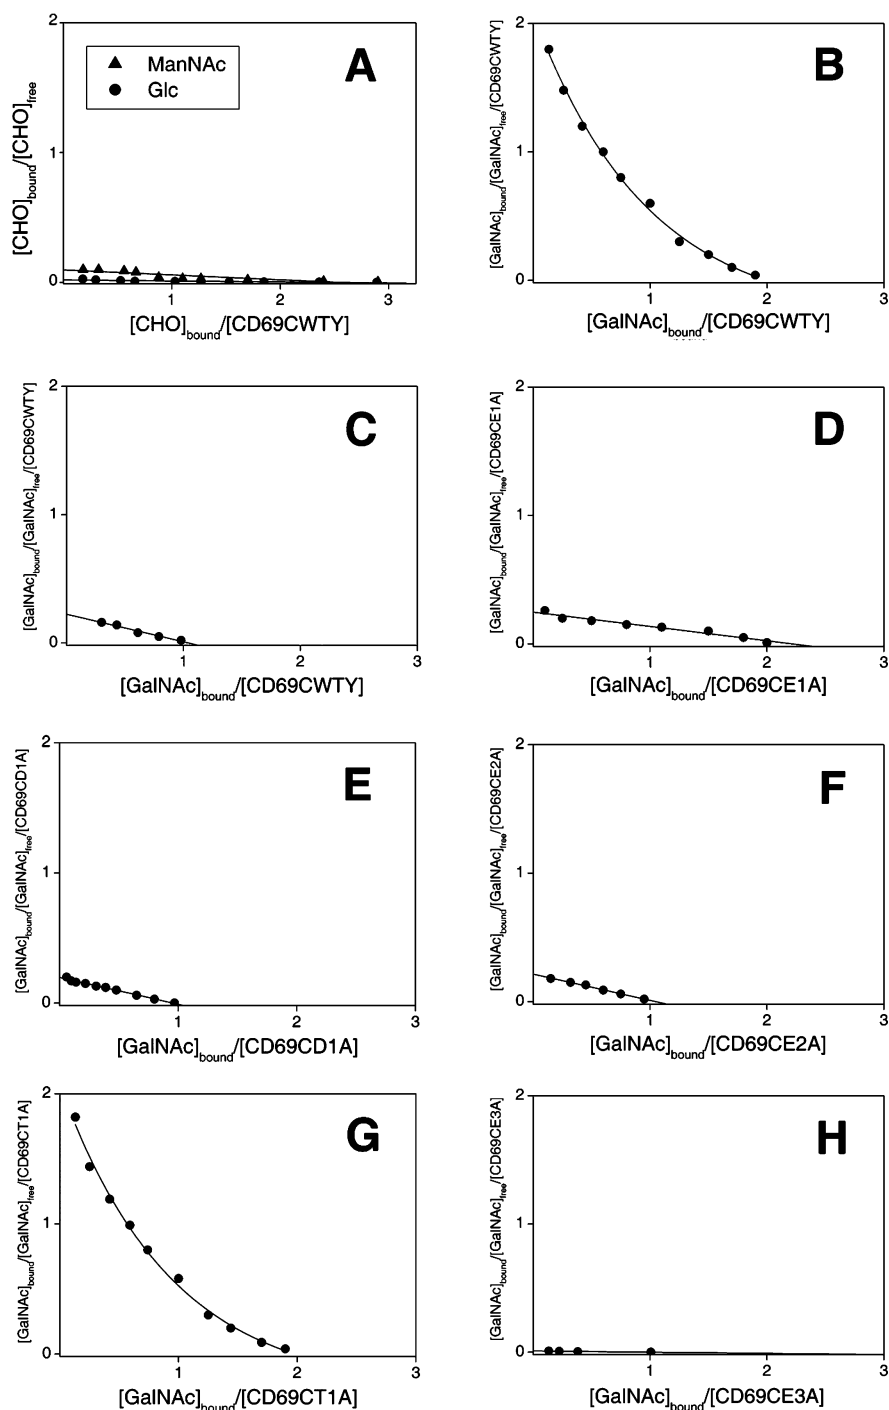 A
ManNAc
Glc
[CHO]bound/[CHO]free
2
1
0
1
2
3
[CHO]bound/[CD69CWTY]
B
[GalNAc]bound/[GalNAc]free/[CD69CWTY]
2
1
0
1
2
3
[GalNAc]bound/[CD69CWTY]
C
[GalNAc]bound/[GalNAc]free/[CD69CWTY]
2
1
0
1
2
3
[GalNAc]bound/[CD69CWTY]
D
[GalNAc]bound/[GalNAc]free/[CD69CE1A]
2
1
0
1
2
3
[GalNAc]bound/[CD69CE1A]
E
[GalNAc]bound/[GalNAc]free/[CD69CD1A]
2
1
0
1
2
3
[GalNAc]bound/[CD69CD1A]
F
[GalNAc]bound/[GalNAc]free/[CD69CE2A]
2
1
0
1
2
3
[GalNAc]bound/[CD69CE2A]
G
[GalNAc]bound/[GalNAc]free/[CD69CT1A]
2
1
0
1
2
3
[GalNAc]bound/[CD69CT1A]
H
[GalNAc]bound/[GalNAc]free/[CD69CE3A]
2
1
0
1
2
3
[GalNAc]bound/[CD69CE3A]